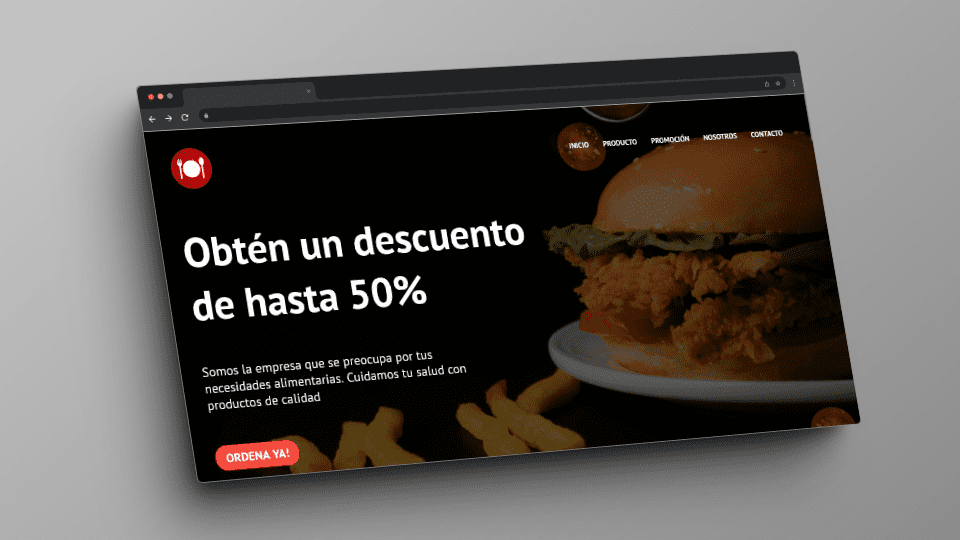 INICIO PRODUCTO PROMOCIÓN NOSOTROS CONTACTO
Obtén un descuento
de hasta 50%
Somos la empresa que se preocupa por tus
necesidades alimentarias. Cuidamos tu salud con
productos de calidad
ORDENA YA!